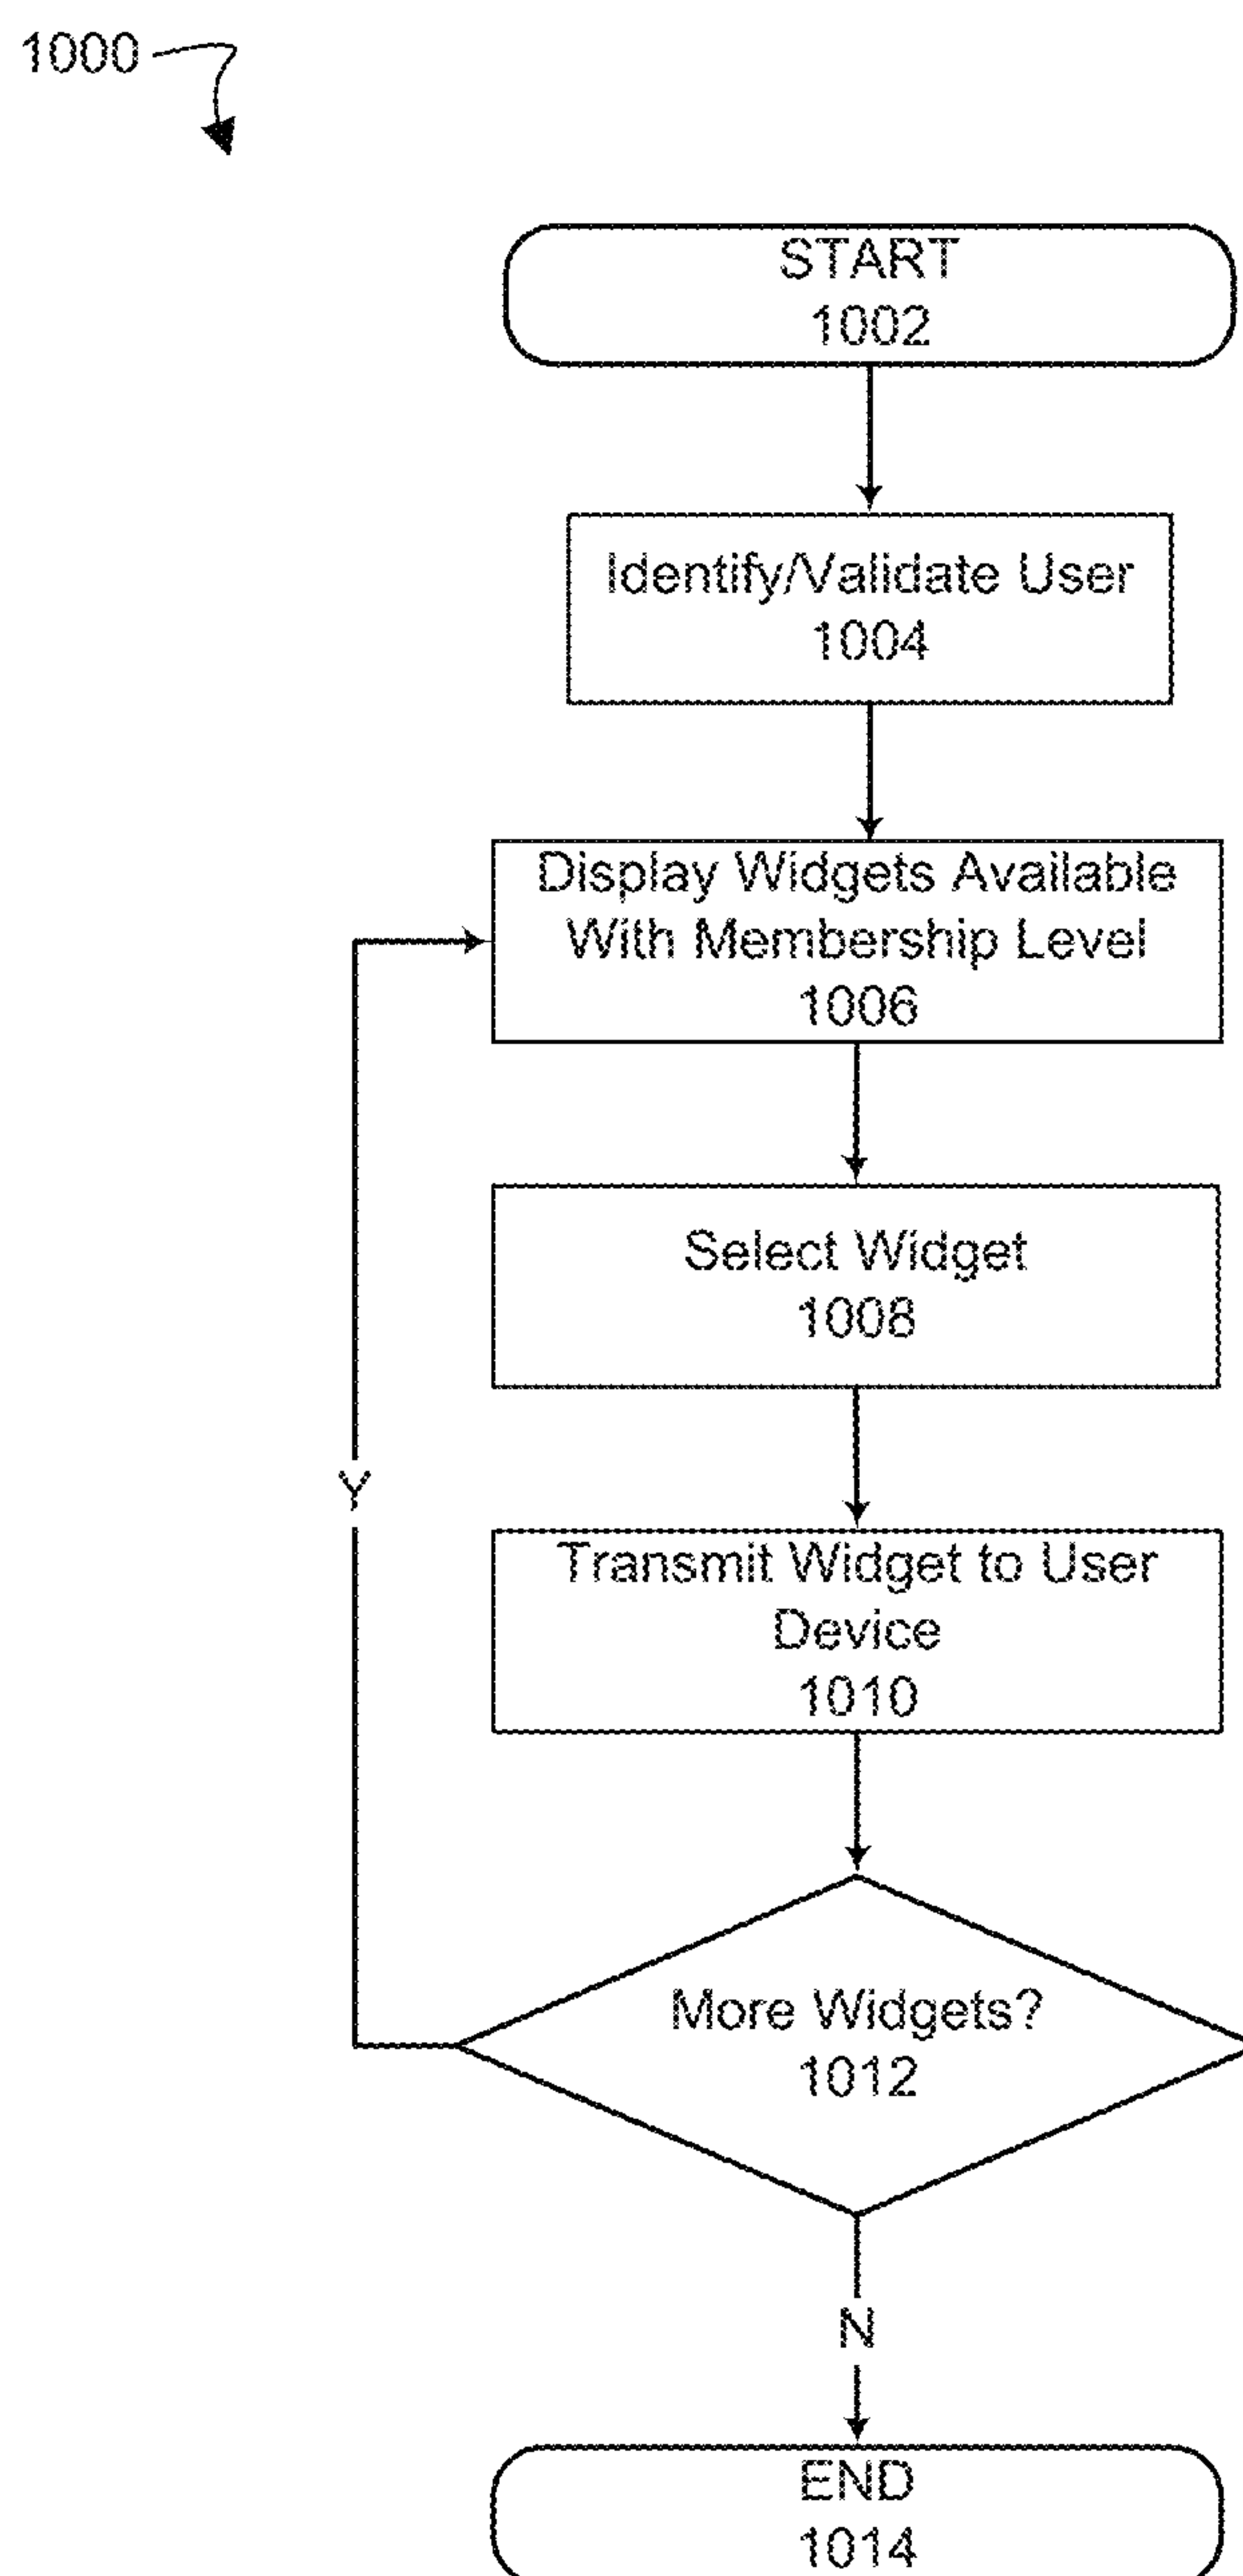 1000
START
1002
Identify/Validate User
1004
Display Widgets Available
With Membership Level
1006
Select Widget
1008
Transmit Widget to User
Device
1010
Y
More Widgets?
1012
N
END
1014